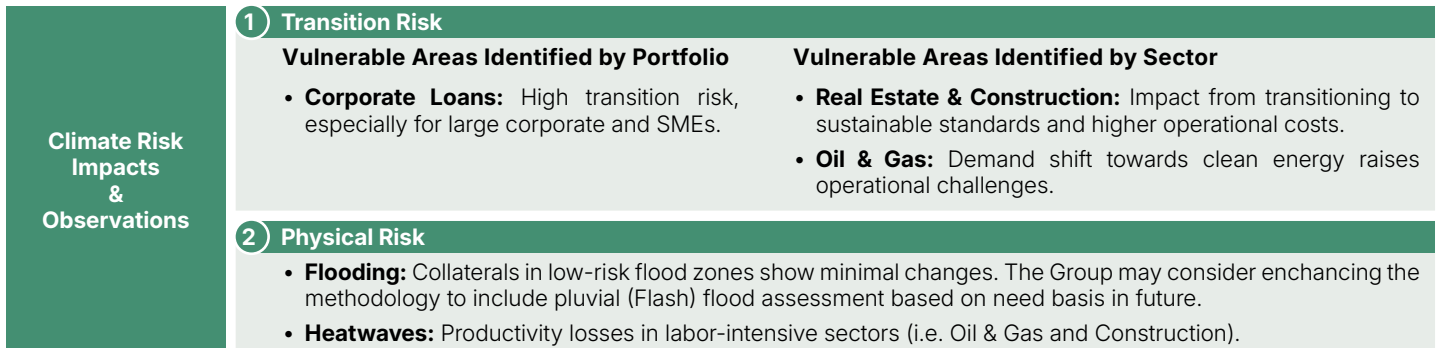 Climate Risk
Impacts
&
Observations
1 Transition Risk
Vulnerable Areas Identified by Portfolio
• Corporate Loans: High transition risk,
especially for large corporate and SMEs.
Vulnerable Areas Identified by Sector
• Real Estate & Construction: Impact from transitioning to
sustainable standards and higher operational costs.
• Oil & Gas: Demand shift towards clean energy raises
operational challenges.
2 Physical Risk
• Flooding: Collaterals in low-risk flood zones show minimal changes. The Group may consider enchancing the
methodology to include pluvial (Flash) flood assessment based on need basis in future.
• Heatwaves: Productivity losses in labor-intensive sectors (i.e. Oil & Gas and Construction).